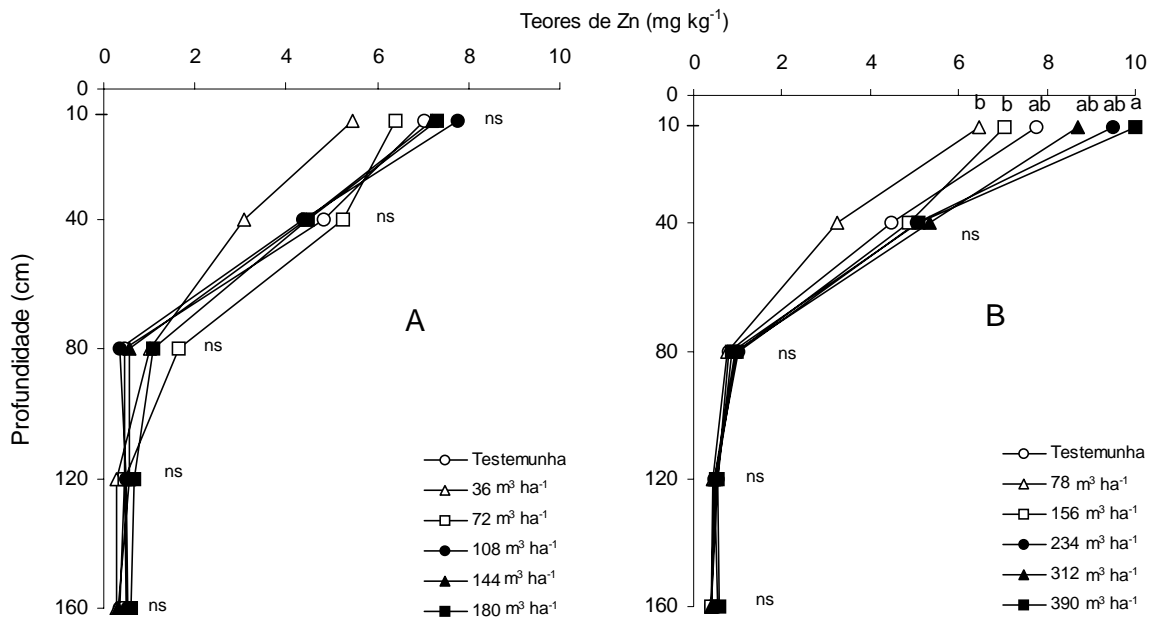 Teores de Zn (mg kg⁻¹)
0 2 4 6 8 10
0 2 4 6 8 10
Profundidade (cm)
0
10
40
80
120
160
ns
ns
ns
ns
ns
A
Testemunha
36 m³ ha⁻¹
72 m³ ha⁻¹
108 m³ ha⁻¹
144 m³ ha⁻¹
180 m³ ha⁻¹
0
10
40
80
120
160
b b ab ab ab a
ns
ns
ns
ns
B
Testemunha
78 m³ ha⁻¹
156 m³ ha⁻¹
234 m³ ha⁻¹
312 m³ ha⁻¹
390 m³ ha⁻¹